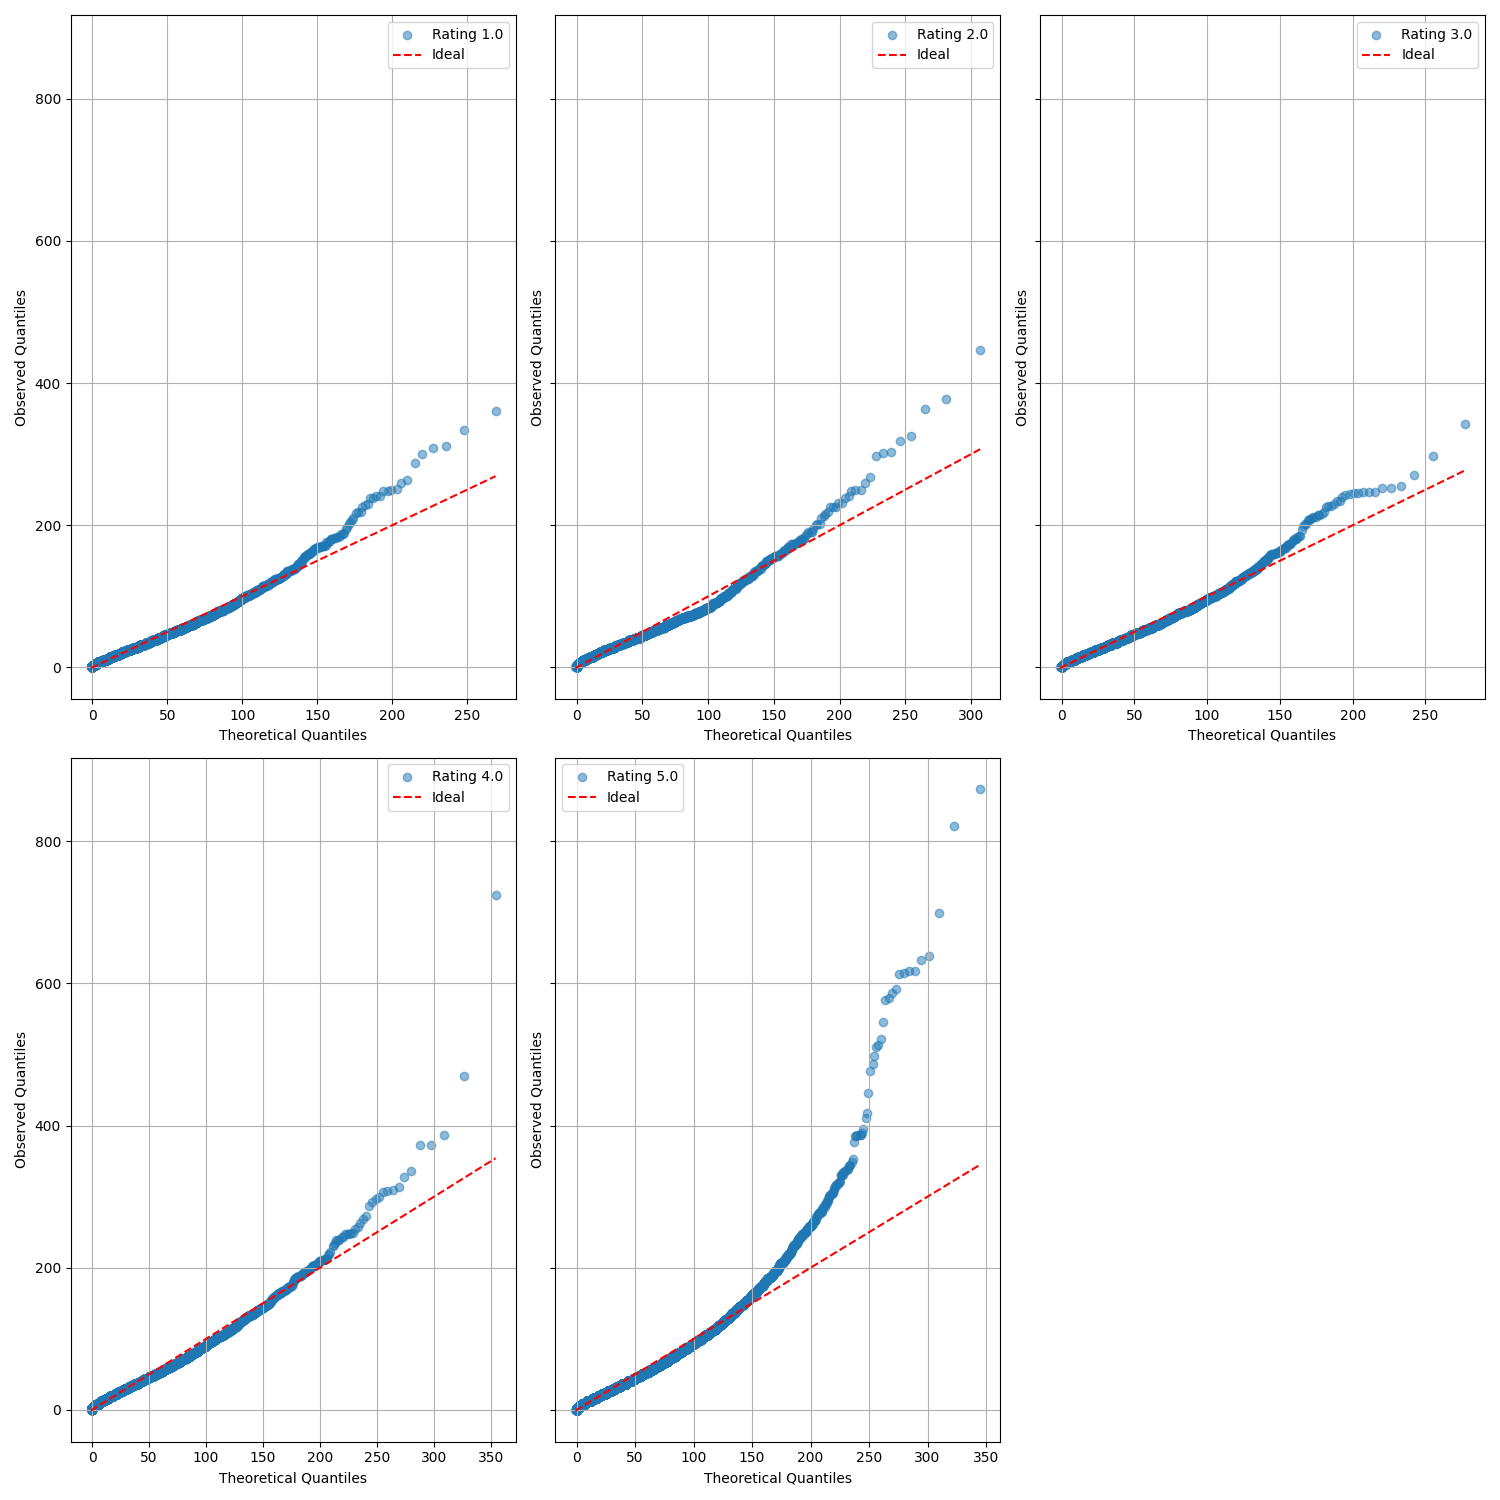 Rating 1.0
Ideal
Rating 2.0
Ideal
Rating 3.0
Ideal
800
600
400
200
0
Observed Quantiles
Observed Quantiles
Observed Quantiles
0 50 100 150 200 250
0 50 100 150 200 250 300
0 50 100 150 200 250
Theoretical Quantiles
Theoretical Quantiles
Theoretical Quantiles
Rating 4.0
Ideal
Rating 5.0
Ideal
800
600
400
200
0
Observed Quantiles
Observed Quantiles
0 50 100 150 200 250 300 350
0 50 100 150 200 250 300 350
Theoretical Quantiles
Theoretical Quantiles